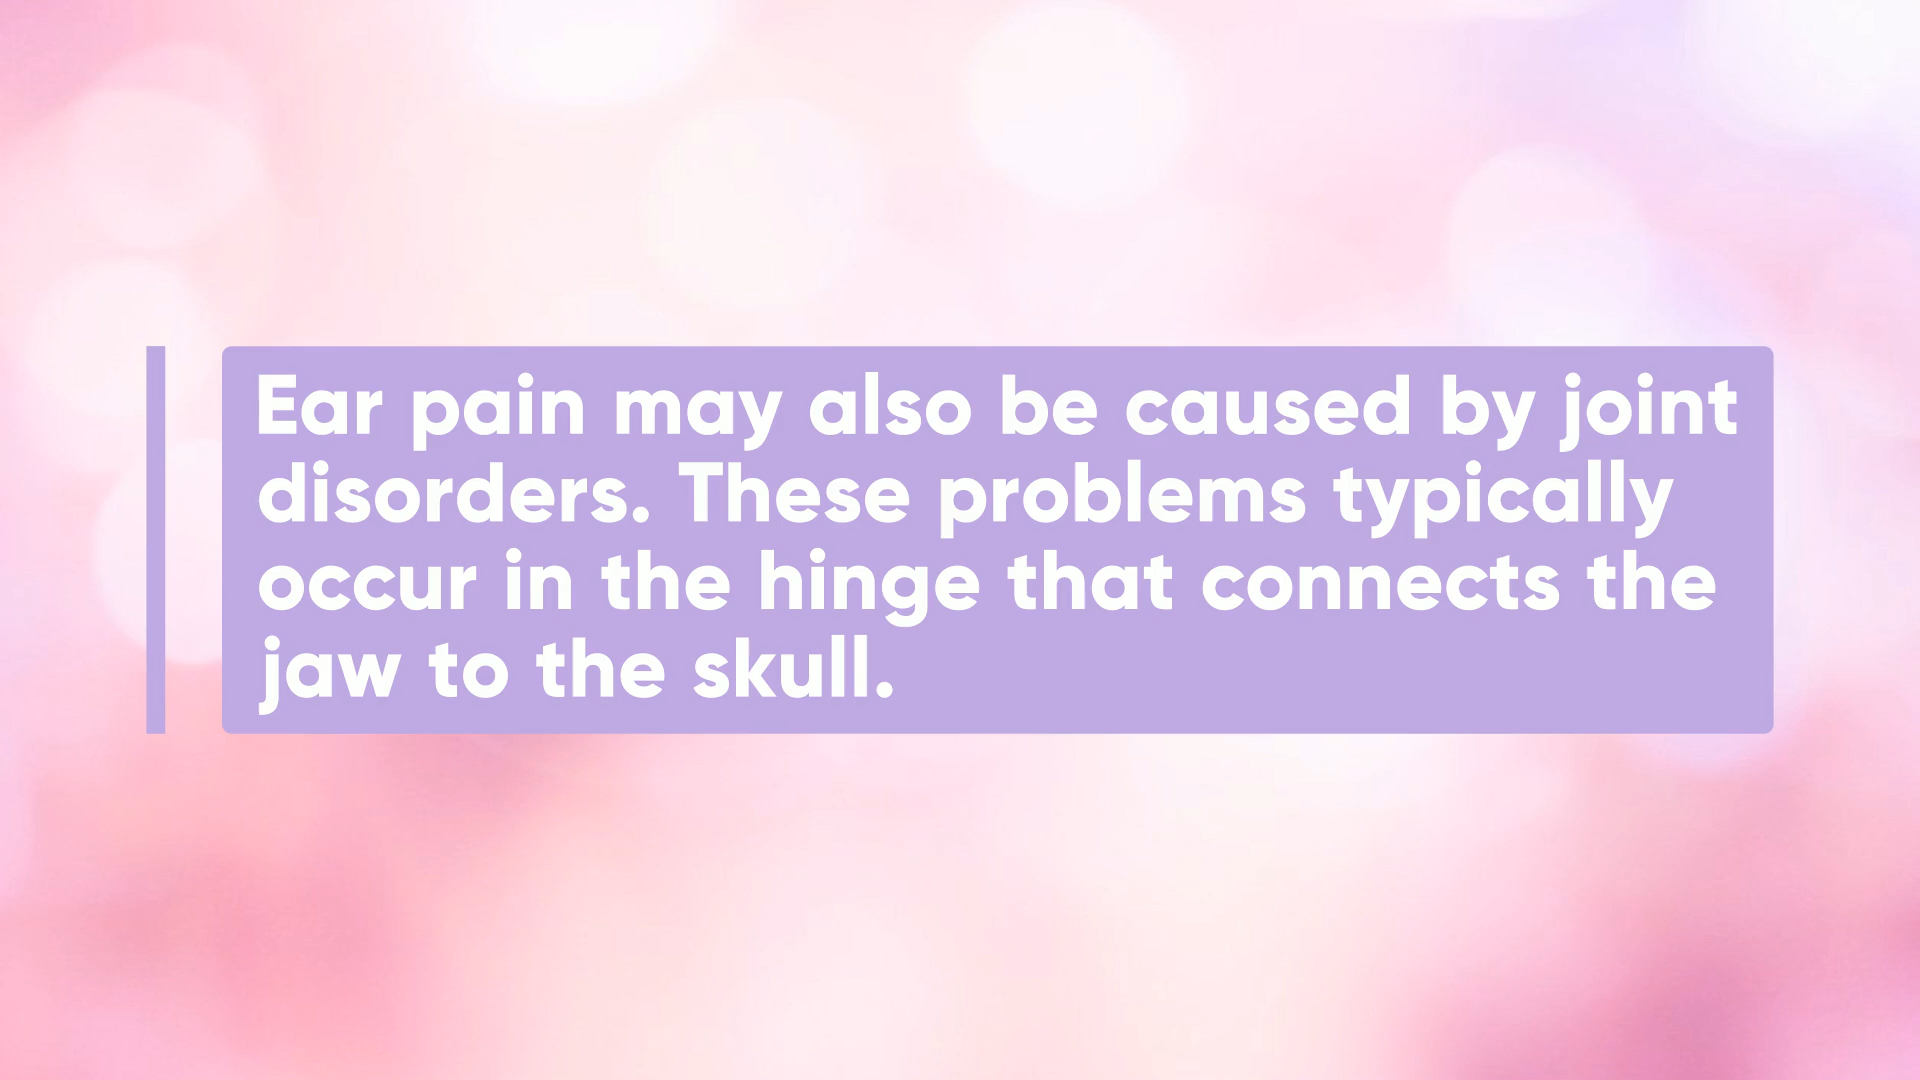 Ear pain may also be caused by joint
disorders. These problems typically
occur in the hinge that connects the
jaw to the skull.